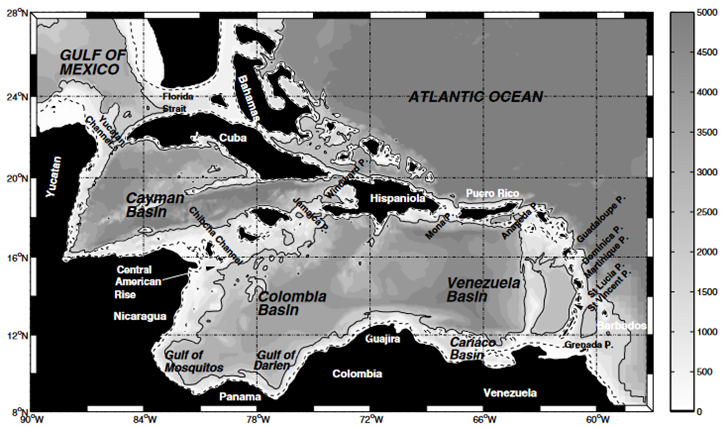 28°N
24°N
20°N
16°N
12°N
8°N
90°W
84°W
78°W
72°W
66°W
60°W
5000
4500
4000
3500
3000
2500
2000
1500
1000
500
0
GULF OF
MEXICO
Florida
Strait
Bahamas
ATLANTIC OCEAN
Yucatan
Channel
Cuba
Yucatan
Cayman
Basin
Windward P.
Hispaniola
Puero Rico
Jamaica P.
Mona P.
Anageda P.
Guadaloupe P.
Dominica P.
Martinique P.
St Lucia P.
St Vincent P.
Chibcha Channel
Central
American
Rise
Nicaragua
Colombia
Basin
Venezuela
Basin
Barbados
Grenada P.
Cariaco
Basin
Guajira
Gulf of
Mosquitos
Gulf of
Darien
Colombia
Panama
Venezuela